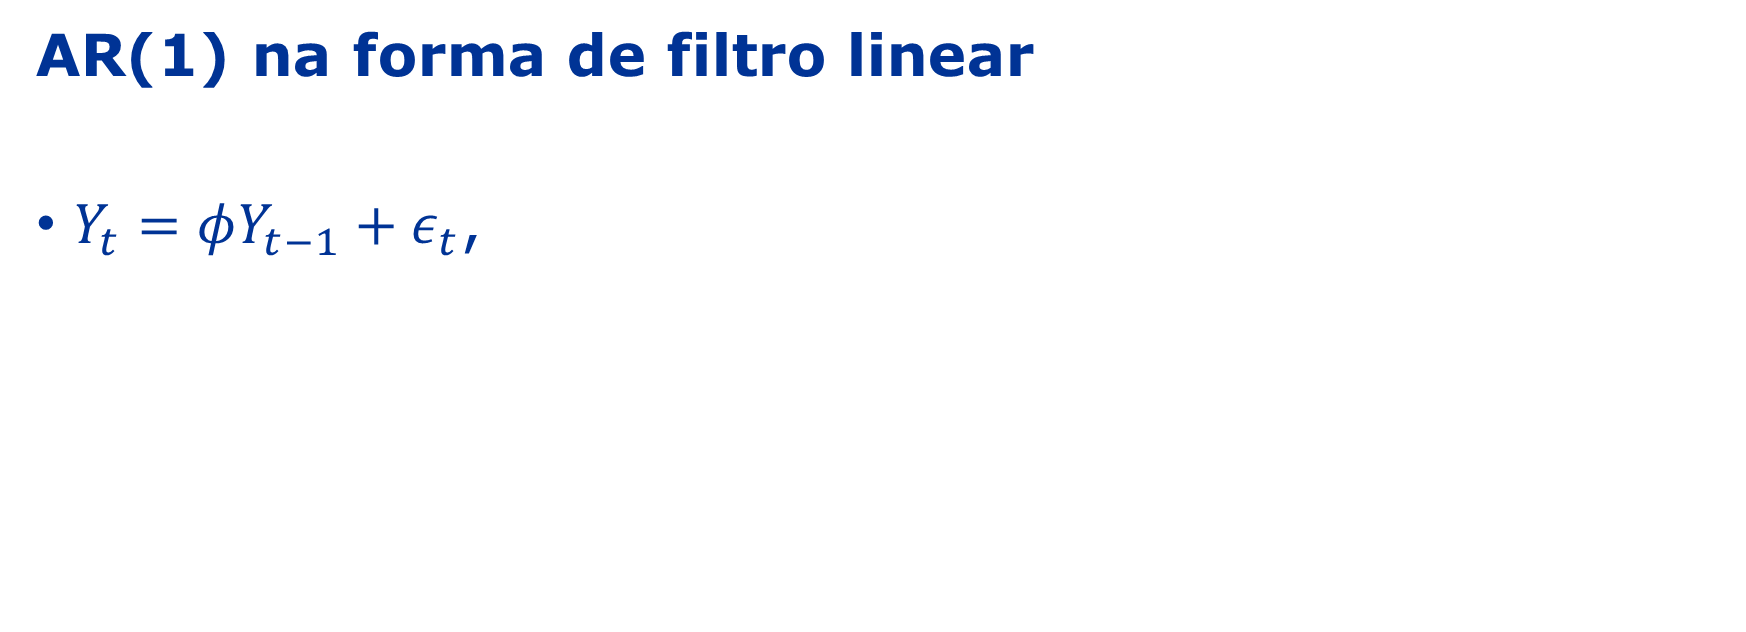 AR(1) na forma de filtro linear
• 𝑌ₜ = 𝜙𝑌ₜ₋₁ + 𝜖ₜ,